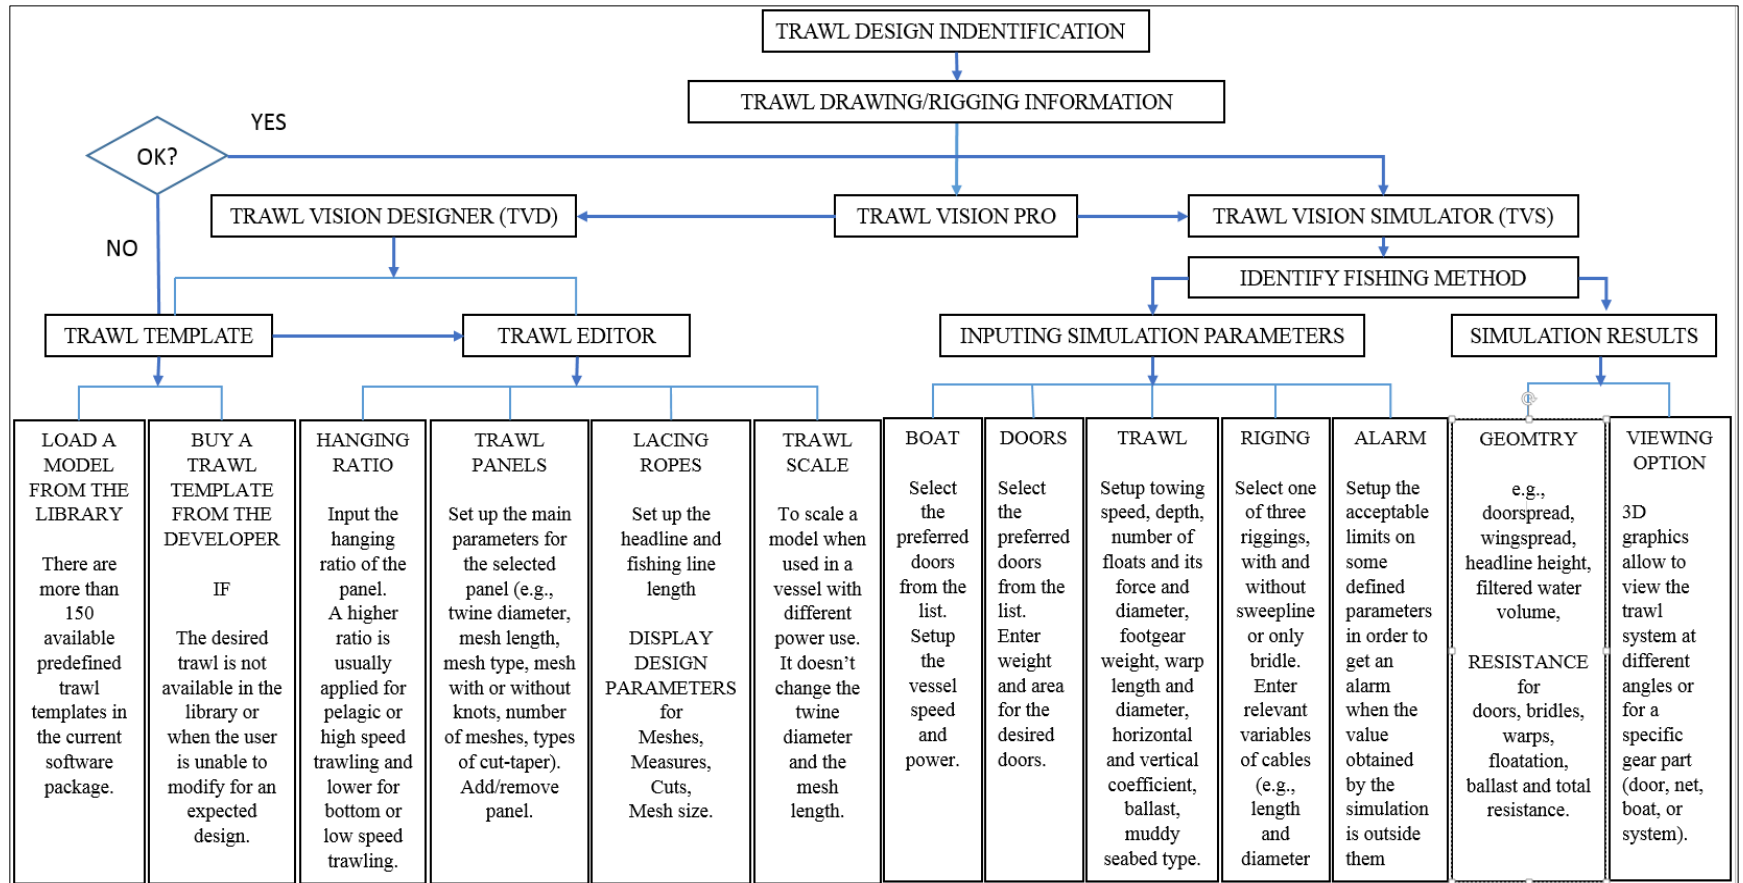 TRAWL DESIGN INDENTIFICATION
TRAWL DRAWING/RIGGING INFORMATION
YES
OK?
TRAWL VISION DESIGNER (TVD)
TRAWL VISION PRO
TRAWL VISION SIMULATOR (TVS)
NO
IDENTIFY FISHING METHOD
TRAWL TEMPLATE
TRAWL EDITOR
INPUTING SIMULATION PARAMETERS
SIMULATION RESULTS
LOAD A
MODEL
FROM THE
LIBRARY
There are
more than
150
available
predefined
trawl
templates in
the current
software
package.
BUY A
TRAWL
TEMPLATE
FROM THE
DEVELOPER
IF
The desired
trawl is not
available in the
library or
when the user
is unable to
modify for an
expected
design.
HANGING
RATIO
Input the
hanging
ratio of the
panel.
A higher
ratio is
usually
applied for
pelagic or
high speed
trawling and
lower for
bottom or
low speed
trawling.
TRAWL
PANELS
Set up the main
parameters for
the selected
panel (e.g.,
twine diameter,
mesh length,
mesh type, mesh
with or without
knots, number
of meshes, types
of cut-taper).
Add/remove
panel.
LACING
ROPES
Set up the
headline and
fishing line
length
DISPLAY
DESIGN
PARAMETERS
for
Meshes,
Measures,
Cuts,
Mesh size.
TRAWL
SCALE
To scale a
model when
used in a
vessel with
different
power use.
It doesn’t
change the
twine
diameter
and the
mesh
length.
BOAT
Select
the
preferred
doors
from the
list.
Setup
the
vessel
speed
and
power.
DOORS
Select
the
preferred
doors
from the
list.
Enter
weight
and area
for the
desired
doors.
TRAWL
Setup towing
speed, depth,
number of
floats and its
force and
diameter,
footgear
weight, warp
length and
diameter,
horizontal
and vertical
coefficient,
ballast,
muddy
seabed type.
RIGING
Select one
of three
riggings,
with and
without
sweepline
or only
bridle.
Enter
relevant
variables
of cables
(e.g.,
length
and
diameter
ALARM
Setup the
acceptable
limits on
some
defined
parameters
in order to
get an
alarm
when the
value
obtained
by the
simulation
is outside
them
GEOMTRY
e.g.,
doorspread,
wingspread,
headline height,
filtered water
volume,
RESISTANCE
for
doors, bridles,
warps,
floatation,
ballast and total
resistance.
VIEWING
OPTION
3D
graphics
allow to
view the
trawl
system at
different
angles or
for a
specific
gear part
(door, net,
boat, or
system).